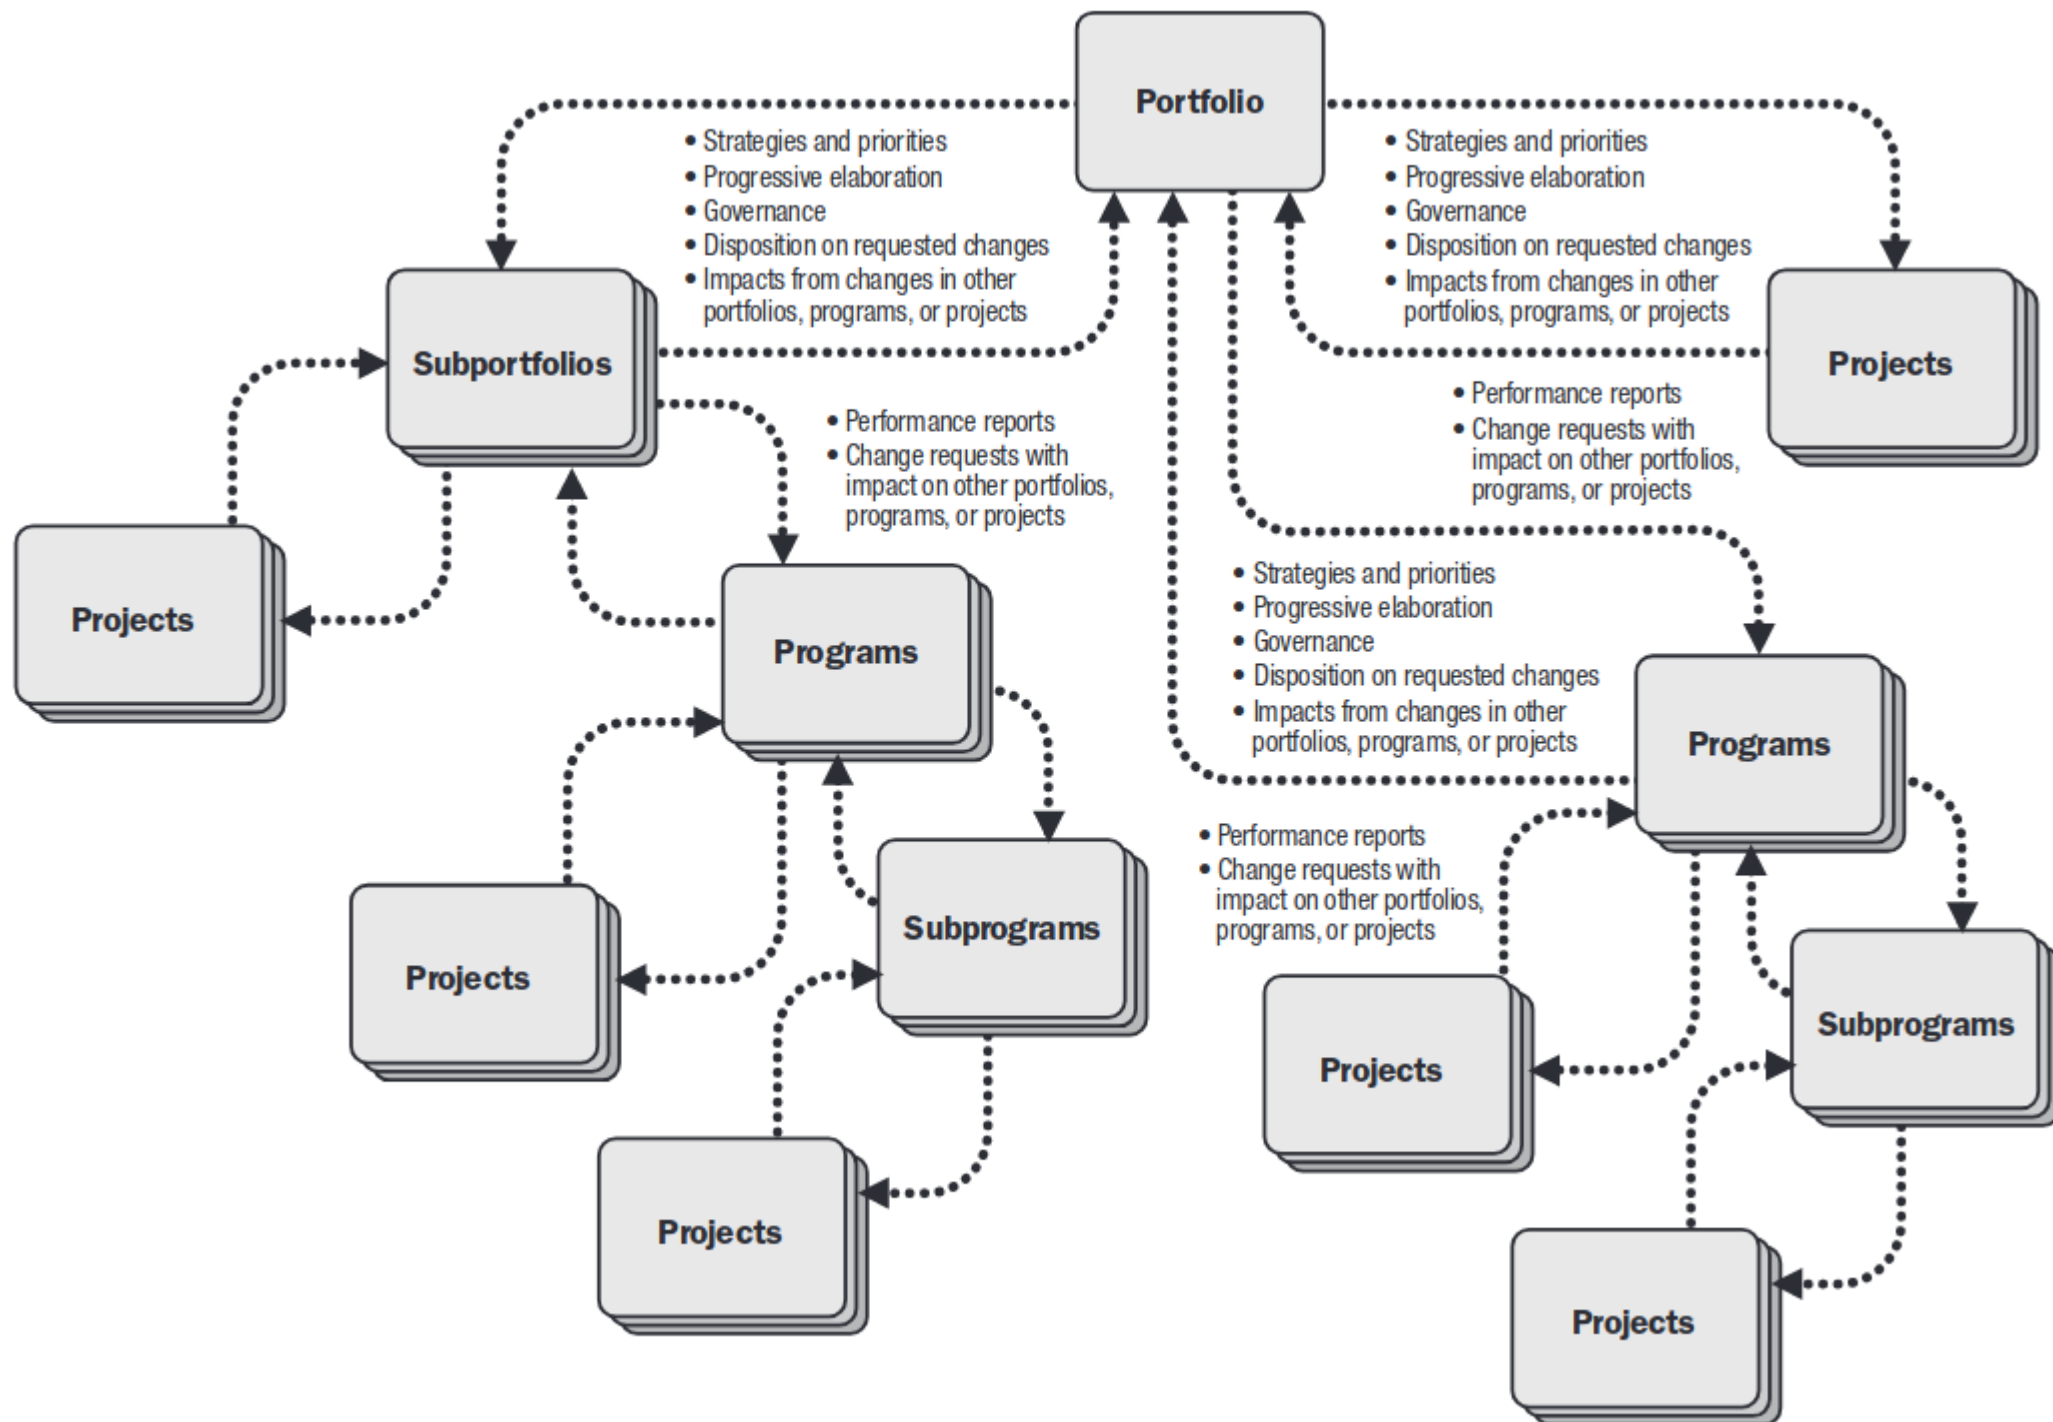 Portfolio
• Strategies and priorities
• Progressive elaboration
• Governance
• Disposition on requested changes
• Impacts from changes in other
portfolios, programs, or projects
• Strategies and priorities
• Progressive elaboration
• Governance
• Disposition on requested changes
• Impacts from changes in other
portfolios, programs, or projects
Subportfolios
Projects
• Performance reports
• Change requests with
impact on other portfolios,
programs, or projects
• Performance reports
• Change requests with
impact on other portfolios,
programs, or projects
Projects
Programs
• Strategies and priorities
• Progressive elaboration
• Governance
• Disposition on requested changes
• Impacts from changes in other
portfolios, programs, or projects
Programs
• Performance reports
• Change requests with
impact on other portfolios,
programs, or projects
Projects
Subprograms
Projects
Subprograms
Projects
Projects